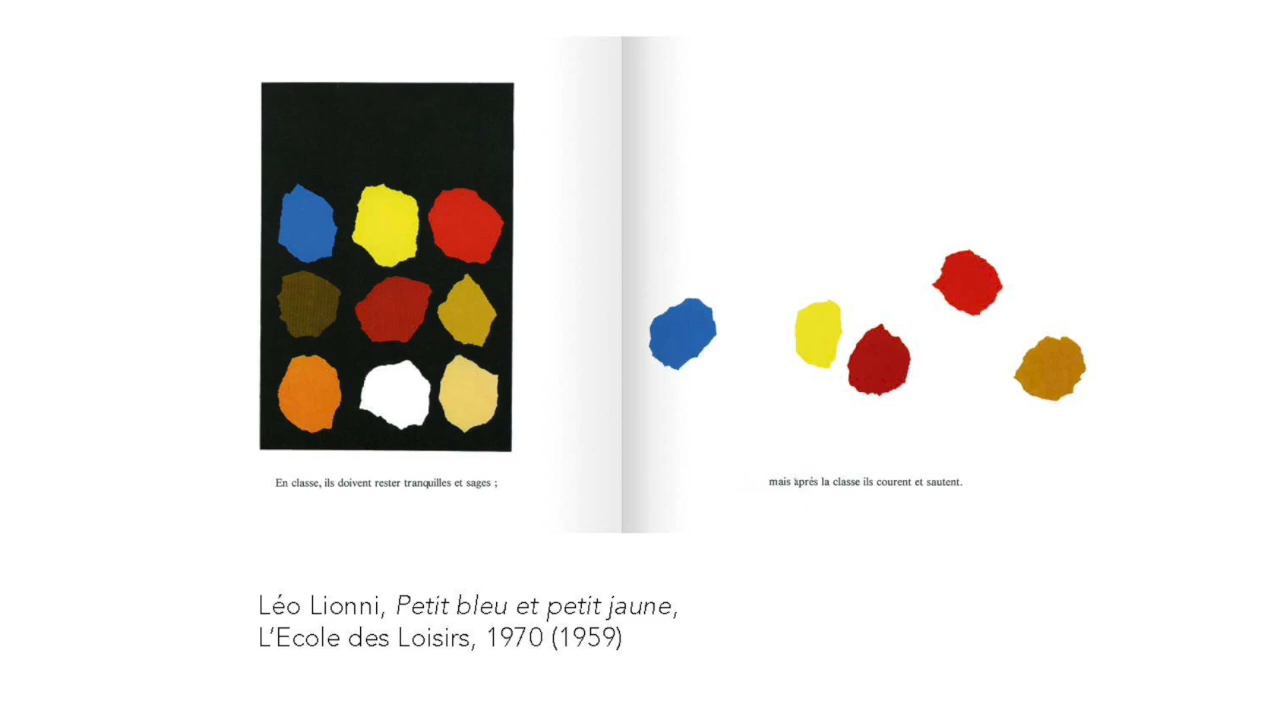 En classe, ils doivent rester tranquilles et sages ;
mais après la classe ils courent et sautent.
Léo Lionni, Petit bleu et petit jaune,
L’Ecole des Loisirs, 1970 (1959)